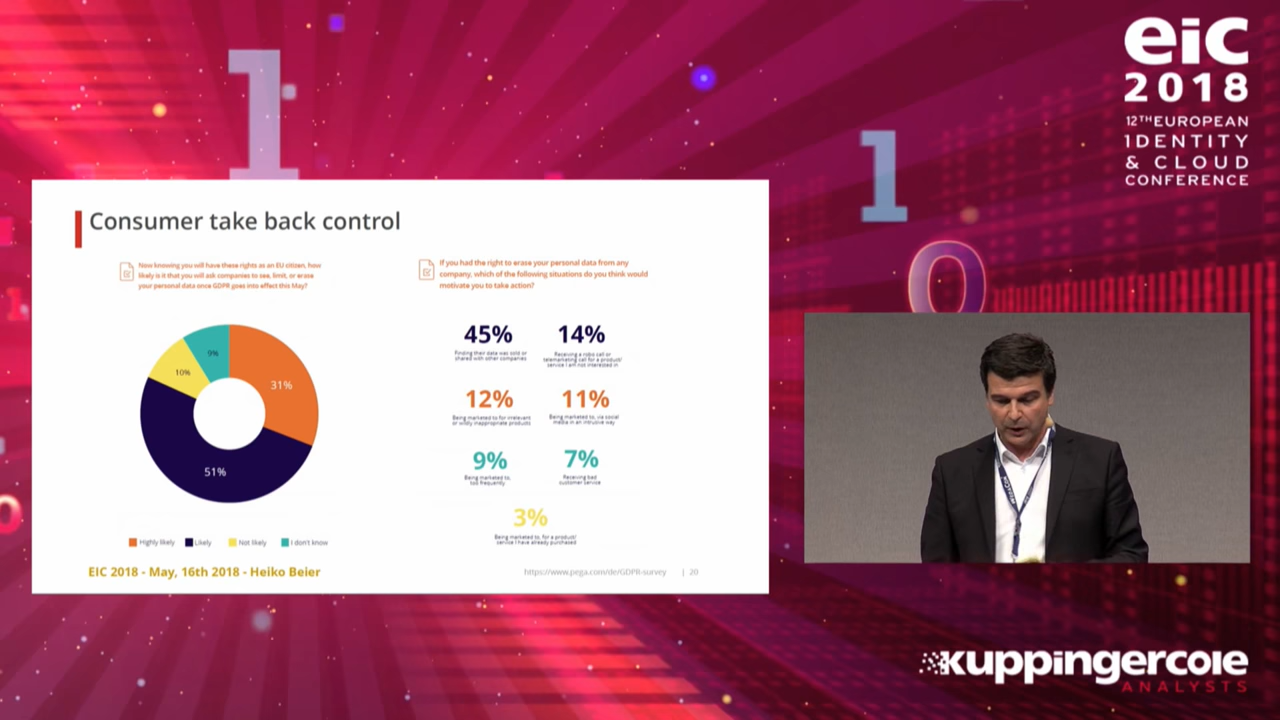 eic
2018
12TH EUROPEAN
1DENTITY
& CLOUD
CONFERENCE
Consumer take back control
Now knowing you will have these rights as an EU citizen, how
likely is it that you will ask companies to see, limit, or erase
your personal data once GDPR goes into effect this May?
If you had the right to erase your personal data from any
company, which of the following situations do you think would
motivate you to take action?
9%
10%
31%
51%
Highly likely
Likely
Not likely
I don't know
45%
Finding their data was sold or
shared with other companies
14%
Receiving a robo call or
telemarketing call for a product/
service I am not interested in
12%
Being marketed to for irrelevant
or wildly inappropriate products
11%
Being marketed to, via social
media in an intrusive way
9%
Being marketed to,
too frequently
7%
Receiving bad
customer service
3%
Being marketed to, for a product/
service I have already purchased
EIC 2018 - May, 16th 2018 - Heiko Beier
https://www.pega.com/de/GDPR-survey | 20
kuppingercole
ANALYSTS